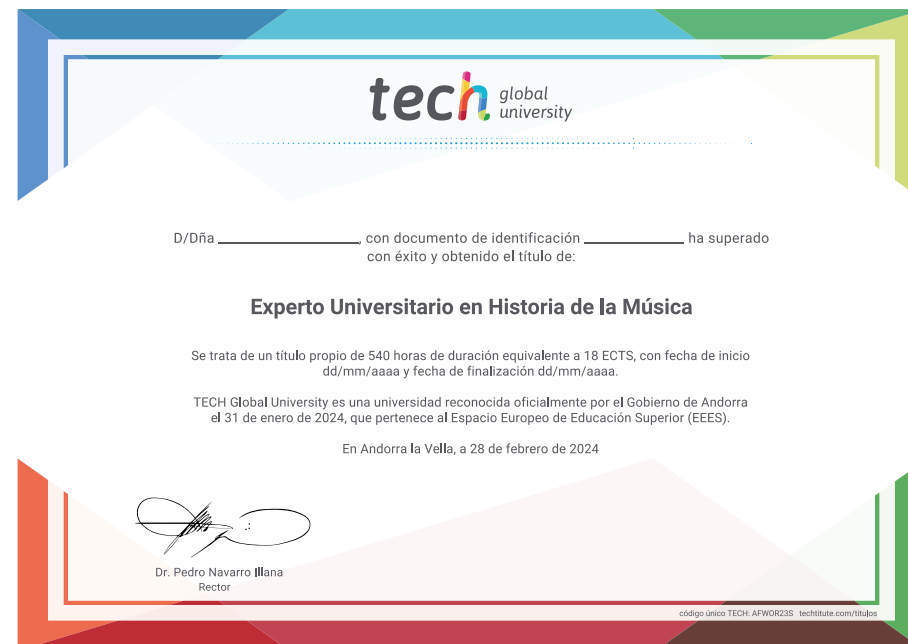 tech global
university
D/Dña ____________________, con documento de identificación ______________ ha superado
con éxito y obtenido el título de:
Experto Universitario en Historia de la Música
Se trata de un título propio de 540 horas de duración equivalente a 18 ECTS, con fecha de inicio
dd/mm/aaaa y fecha de finalización dd/mm/aaaa.
TECH Global University es una universidad reconocida oficialmente por el Gobierno de Andorra
el 31 de enero de 2024, que pertenece al Espacio Europeo de Educación Superior (EEES).
En Andorra la Vella, a 28 de febrero de 2024
Dr. Pedro Navarro Illana
Rector
código único TECH: AFWOR23S techtitute.com/titulos